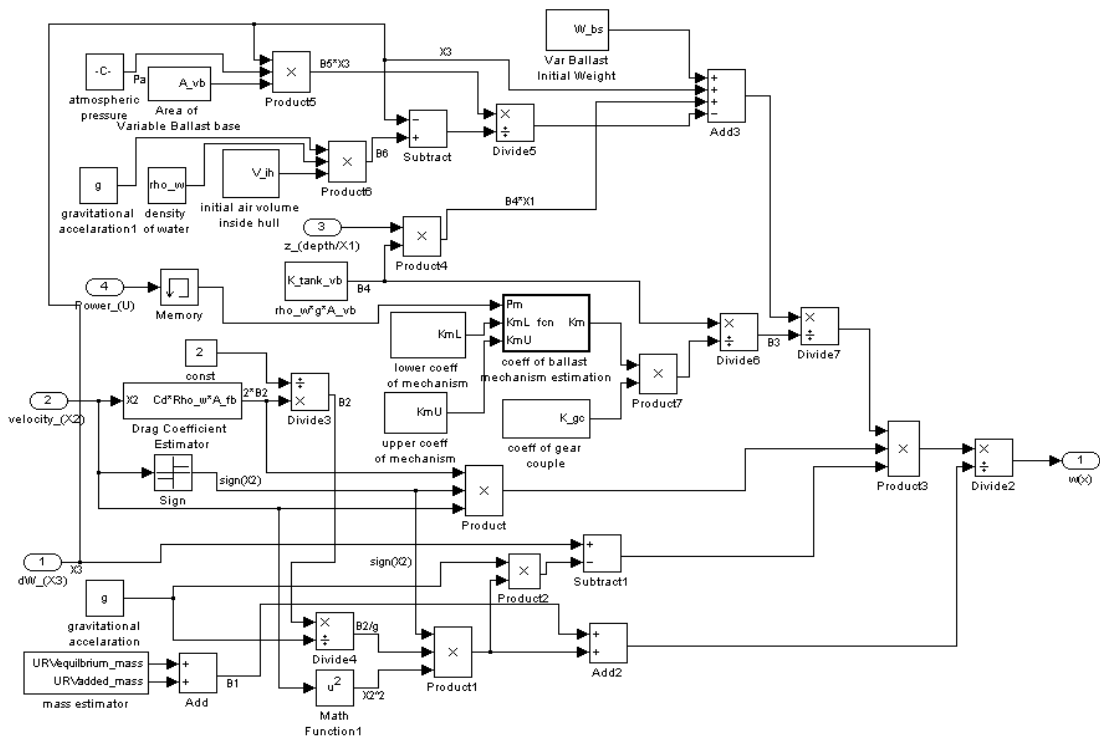 W_bs
Var Ballast
Initial Weight
X3
-C-
Pa
atmospheric
pressure
A_vb
Area of
Variable Ballast base
×
Product5
B5*X3
+
+
+
−
Add3
−
+
Subtract
×
÷
Divide5
g
gravitational
accelaration1
rho_w
density
of water
V_ih
initial air volume
inside hull
×
Product6
B6
3
z_(depth/X1)
×
Product4
B4*X1
K_tank_vb
rho_w*g*A_vb
B4
4
Power_(U)
Memory
KmL
lower coeff
of mechanism
KmU
upper coeff
of mechanism
Pm
KmL
KmU
fcn
Km
coeff of ballast
mechanism estimation
K_gc
coeff of gear
couple
×
Product7
×
÷
Divide6
B3
×
÷
Divide7
2
const
2
velocity_(X2)
X2
Cd*Rho_w*A_fb
Drag Coefficient
Estimator
2*B2
÷
×
Divide3
B2
Sign
sign(X2)
×
Product
×
Product3
×
÷
Divide2
1
w(x)
1
dW_(X3)
X3
g
gravitational
accelaration
sign(X2)
×
Product2
+
−
Subtract1
×
÷
Divide4
B2/g
×
Product1
+
+
Add2
URVequilbrium_mass
URVadded_mass
mass estimator
+
+
Add
B1
u2
Math
Function1
X2^2